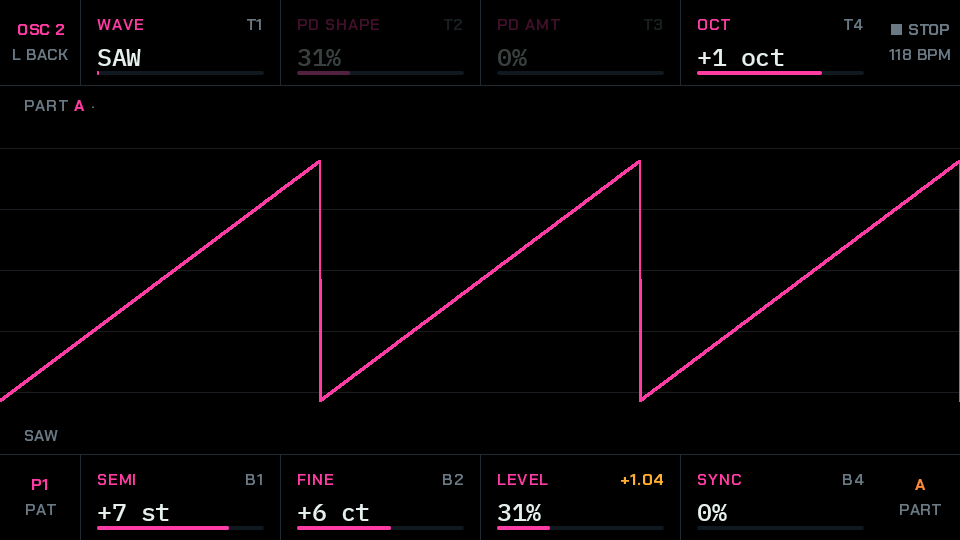 OSC 2
L BACK
WAVE T1
SAW
PD SHAPE T2
31%
PD AMT T3
0%
OCT T4
+1 oct
STOP
118 BPM
PART A ·
SAW
P1
PAT
SEMI B1
+7 st
FINE B2
+6 ct
LEVEL +1.04
31%
SYNC B4
0%
A
PART